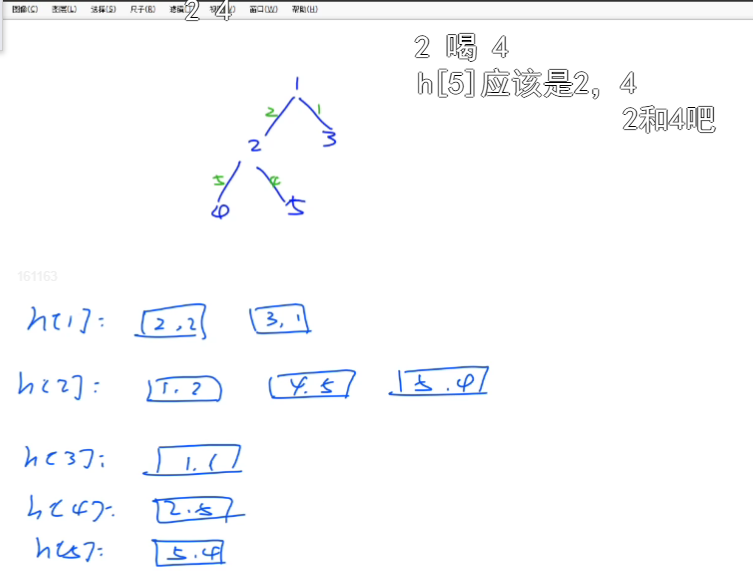 图像(C) 图层(L) 选择(S) 尺子(R) 滤镜 视图(V) 窗口(W) 帮助(H)
2 4
2 喝 4
h[5]应该是2，4
2和4吧
1
2 1
2 3
5 4
4 5
161163
h[1]: 2,2 3,1
h[2]: 1.2 4.5 5.4
h[3]: 1.1
h[4]: 2.5
h[5]: 5.4